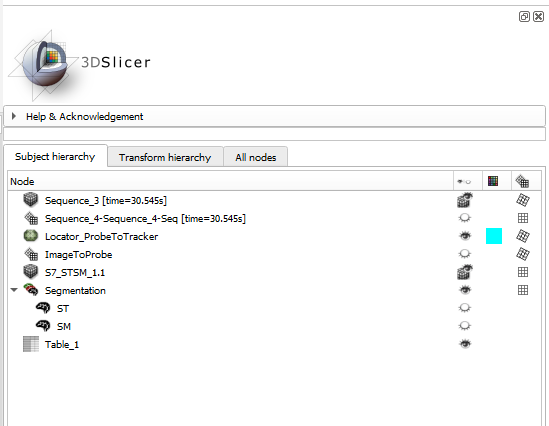 3DSlicer
Help & Acknowledgement
Subject hierarchy Transform hierarchy All nodes
Node
Sequence_3 [time=30.545s]
Sequence_4-Sequence_4-Seq [time=30.545s]
Locator_ProbeToTracker
ImageToProbe
S7_STSM_1.1
Segmentation
ST
SM
Table_1